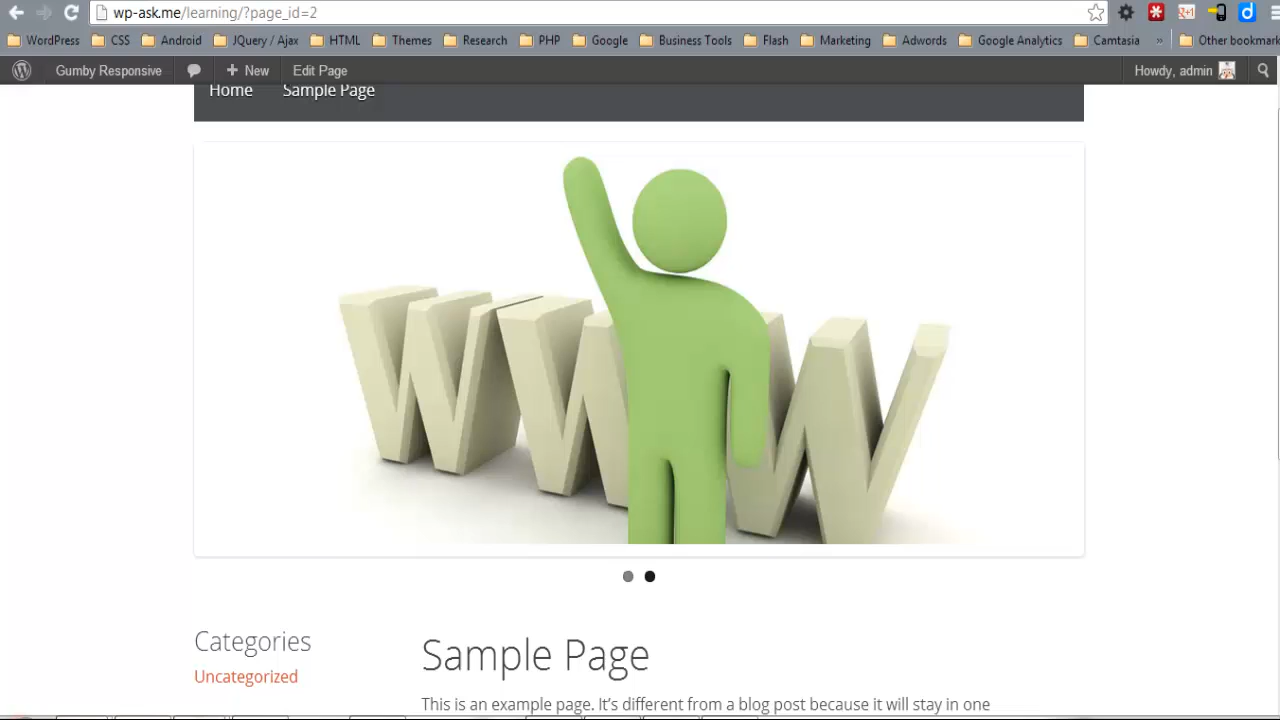 wp-ask.me/learning/?page_id=2
WordPress CSS Android JQuery / Ajax HTML Themes Research PHP Google Business Tools Flash Marketing Adwords Google Analytics Camtasia » Other bookmark
Gumby Responsive + New Edit Page Howdy, admin
Home Sample Page
WWW
Categories
Sample Page
Uncategorized
This is an example page. It’s different from a blog post because it will stay in one